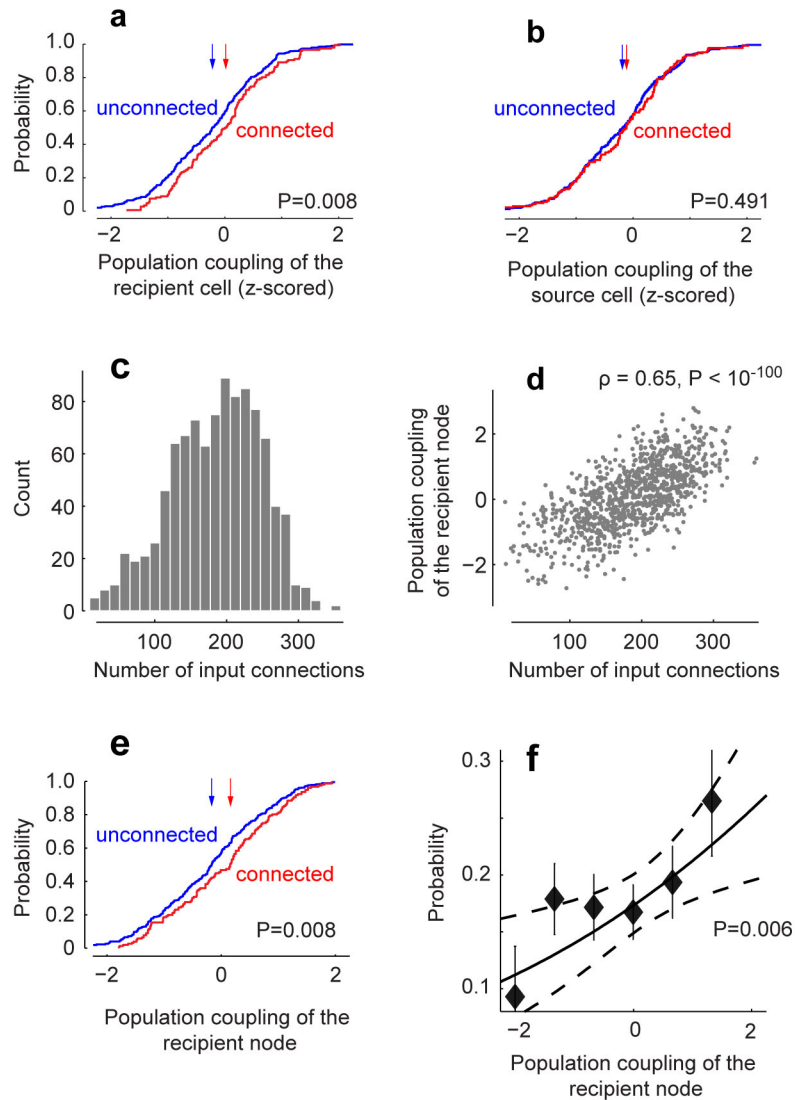 a
1.0
0.8
0.6
0.4
0.2
0
Probability
unconnected
connected
P=0.008
−2
0
2
Population coupling of the
recipient cell (z-scored)
b
unconnected
connected
P=0.491
−2
0
2
Population coupling of the
source cell (z-scored)
c
80
60
40
20
0
Count
100
200
300
Number of input connections
d
ρ = 0.65, P < 10^-100
2
0
−2
Population coupling
of the recipient node
100
200
300
Number of input connections
e
1.0
0.8
0.6
0.4
0.2
0
Probability
unconnected
connected
P=0.008
−2
0
2
Population coupling of the
recipient node
f
0.3
0.2
0.1
Probability
P=0.006
−2
0
2
Population coupling of the
recipient node